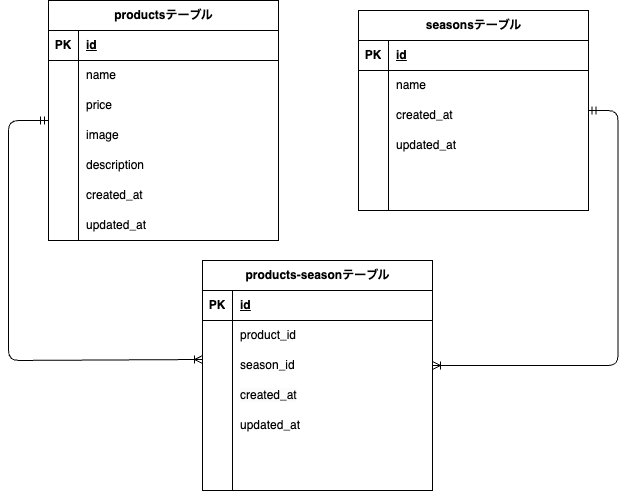 productsテーブル
PK id
name
price
image
description
created_at
updated_at
seasonsテーブル
PK id
name
created_at
updated_at
products-seasonテーブル
PK id
product_id
season_id
created_at
updated_at